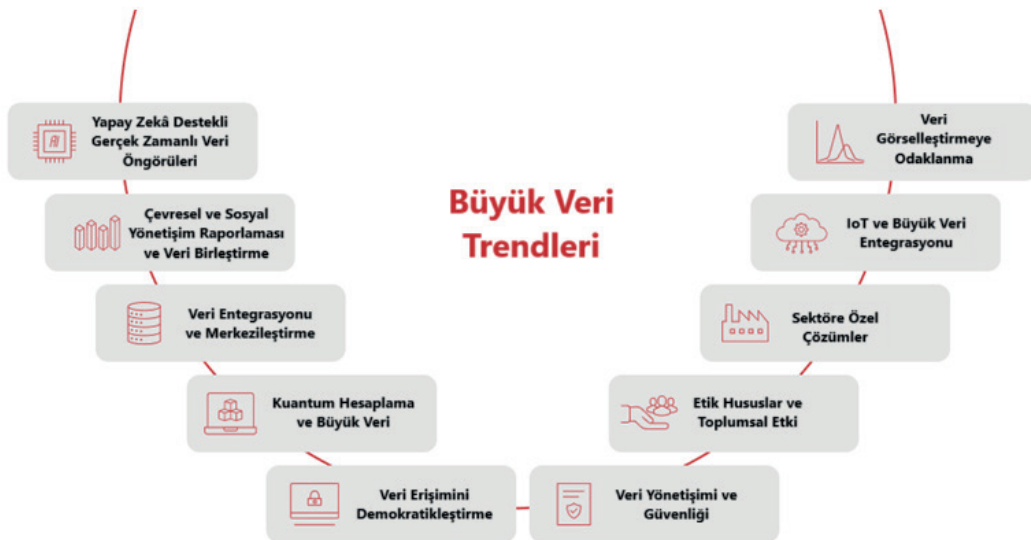 Büyük Veri
Trendleri
Yapay Zekâ Destekli
Gerçek Zamanlı Veri
Öngörüleri
Çevresel ve Sosyal
Yönetişim Raporlaması
ve Veri Birleştirme
Veri Entegrasyonu
ve Merkezileştirme
Kuantum Hesaplama
ve Büyük Veri
Veri Erişimini
Demokratikleştirme
Veri Yönetişimi ve
Güvenliği
Etik Hususlar ve
Toplumsal Etki
Sektöre Özel
Çözümler
IoT ve Büyük Veri
Entegrasyonu
Veri
Görselleştirmeye
Odaklanma
AI